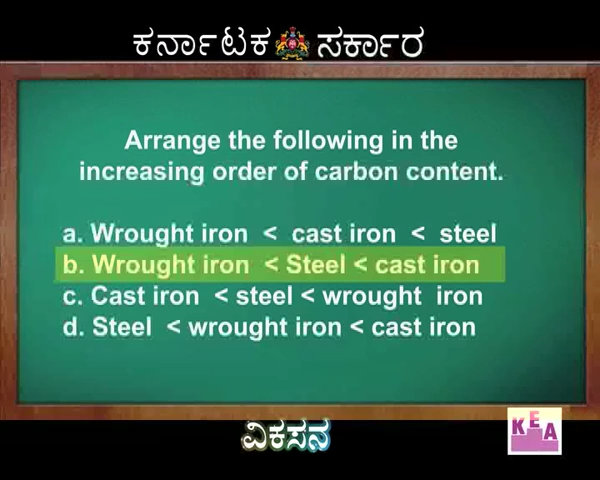 ಕರ್ನಾಟಕ ಸರ್ಕಾರ
Arrange the following in the
increasing order of carbon content.
a. Wrought iron < cast iron < steel
b. Wrought iron < Steel < cast iron
c. Cast iron < steel < wrought iron
d. Steel < wrought iron < cast iron
ವಿಕಸನ
KEA